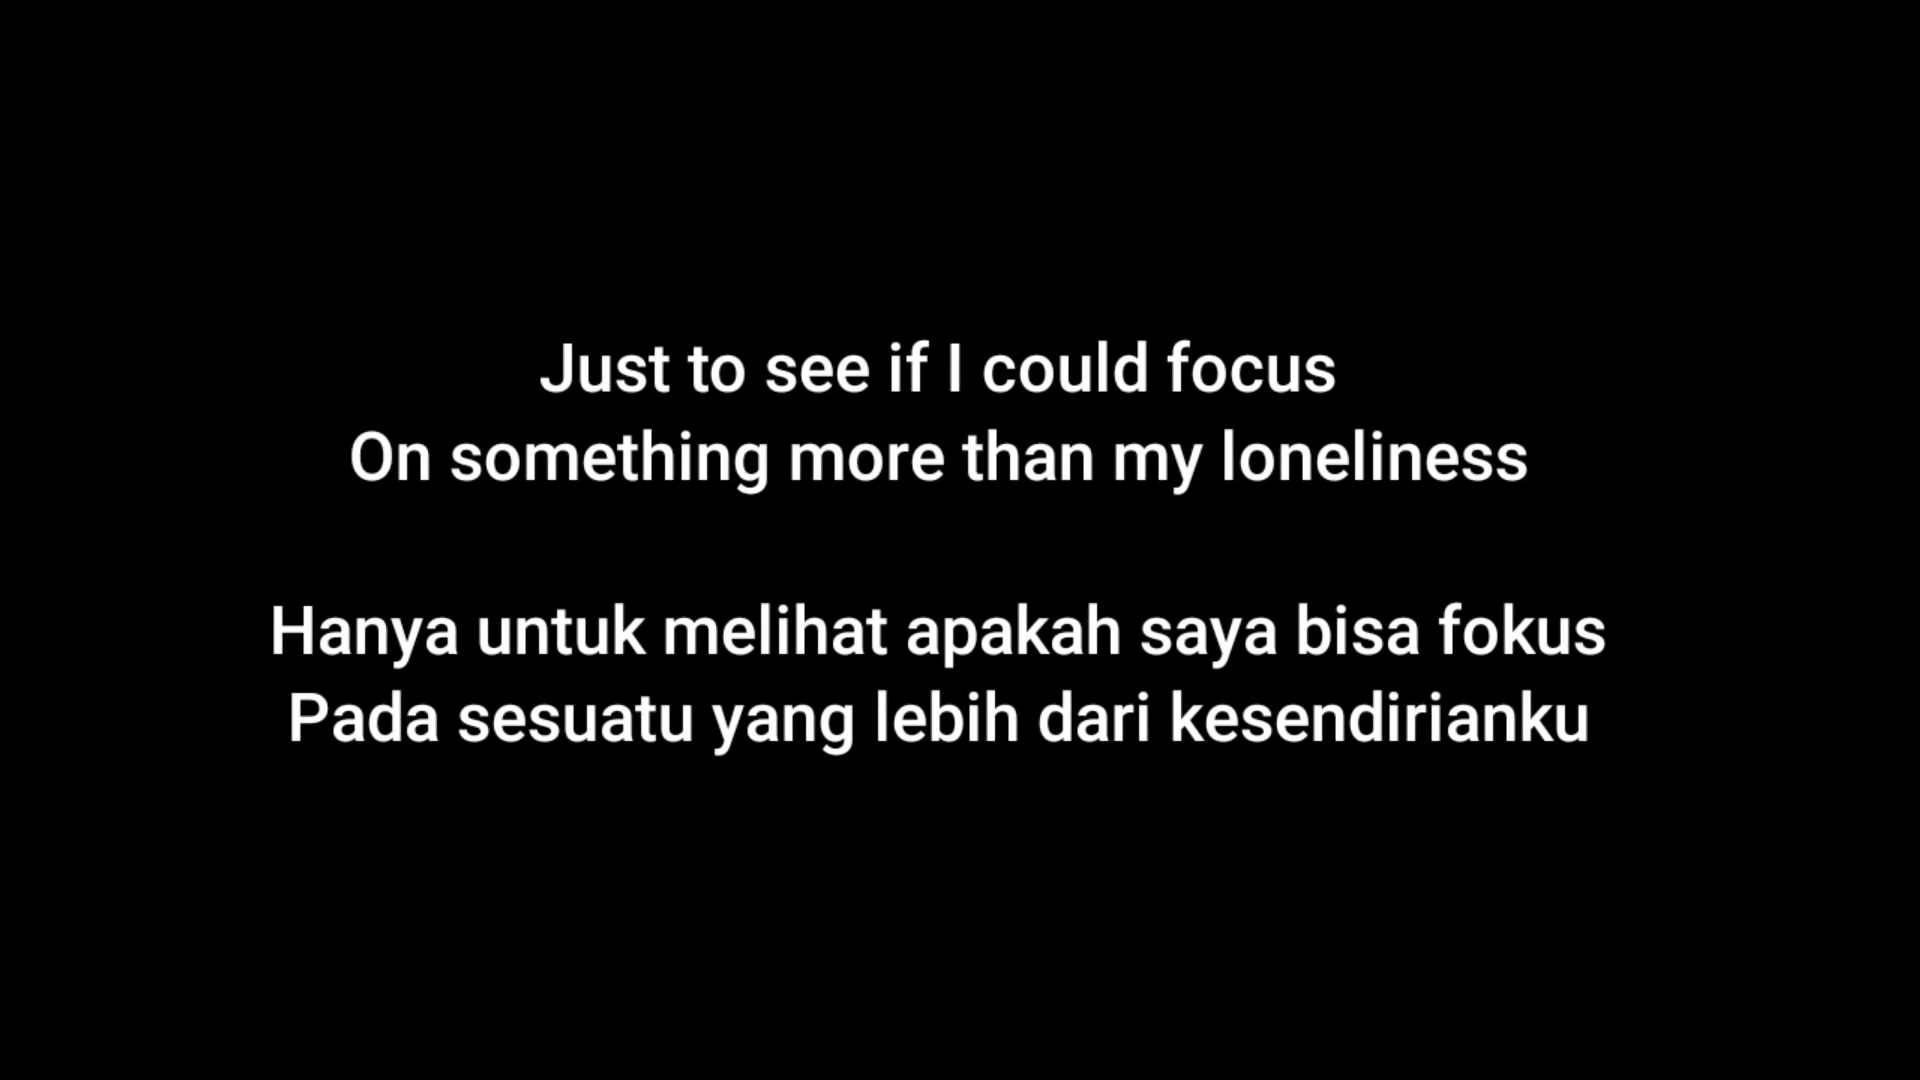 Just to see if I could focus
On something more than my loneliness
Hanya untuk melihat apakah saya bisa fokus
Pada sesuatu yang lebih dari kesendirianku